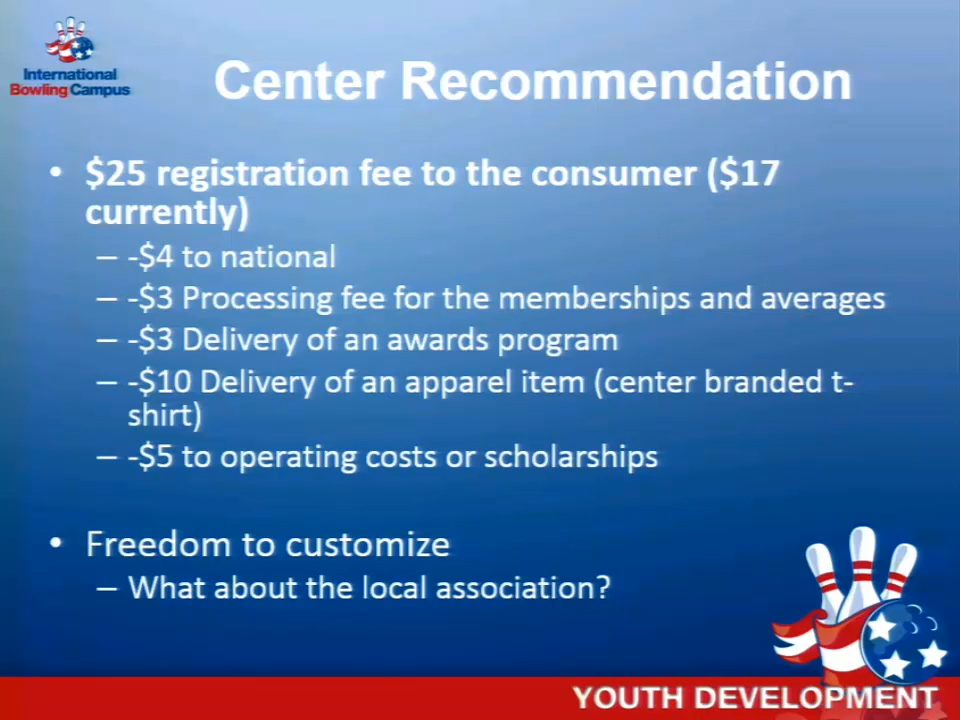 International
Bowling Campus
Center Recommendation
• $25 registration fee to the consumer ($17
currently)
– -$4 to national
– -$3 Processing fee for the memberships and averages
– -$3 Delivery of an awards program
– -$10 Delivery of an apparel item (center branded t-
shirt)
– -$5 to operating costs or scholarships
• Freedom to customize
– What about the local association?
YOUTH DEVELOPMENT